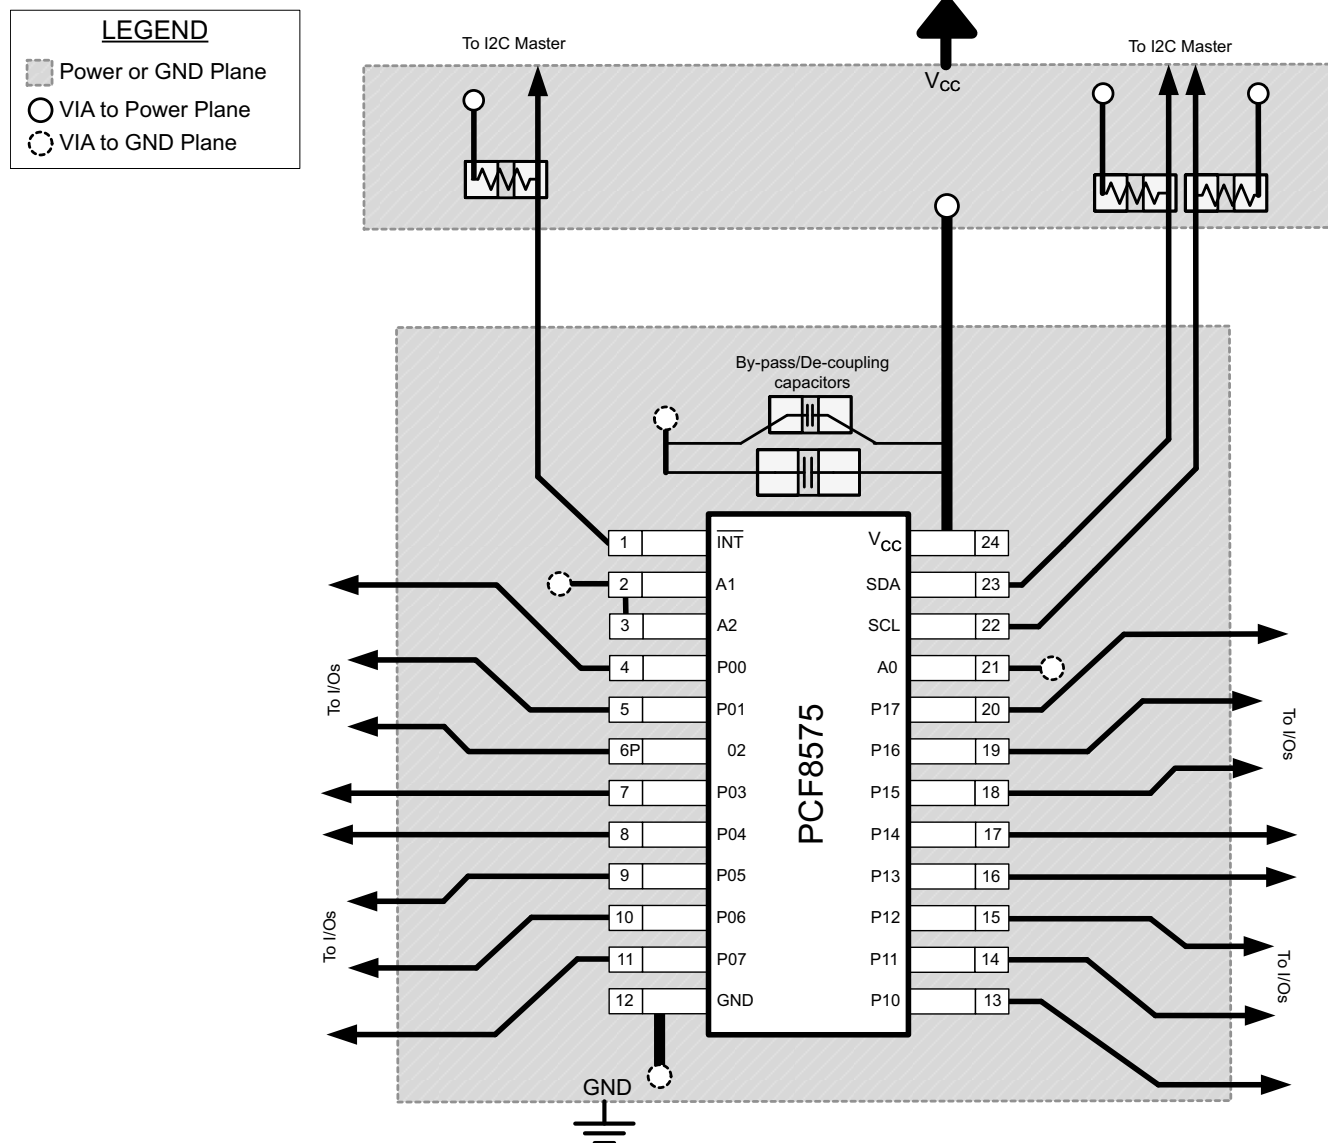 LEGEND
Power or GND Plane
VIA to Power Plane
VIA to GND Plane
To I2C Master
VCC
To I2C Master
By-pass/De-coupling
capacitors
1 INT VCC 24
2 A1 SDA 23
3 A2 SCL 22
4 P00 A0 21
5 P01 P17 20
6P 02 P16 19
7 P03 P15 18
8 P04 P14 17
9 P05 P13 16
10 P06 P12 15
11 P07 P11 14
12 GND P10 13
PCF8575
To I/Os
To I/Os
To I/Os
To I/Os
GND